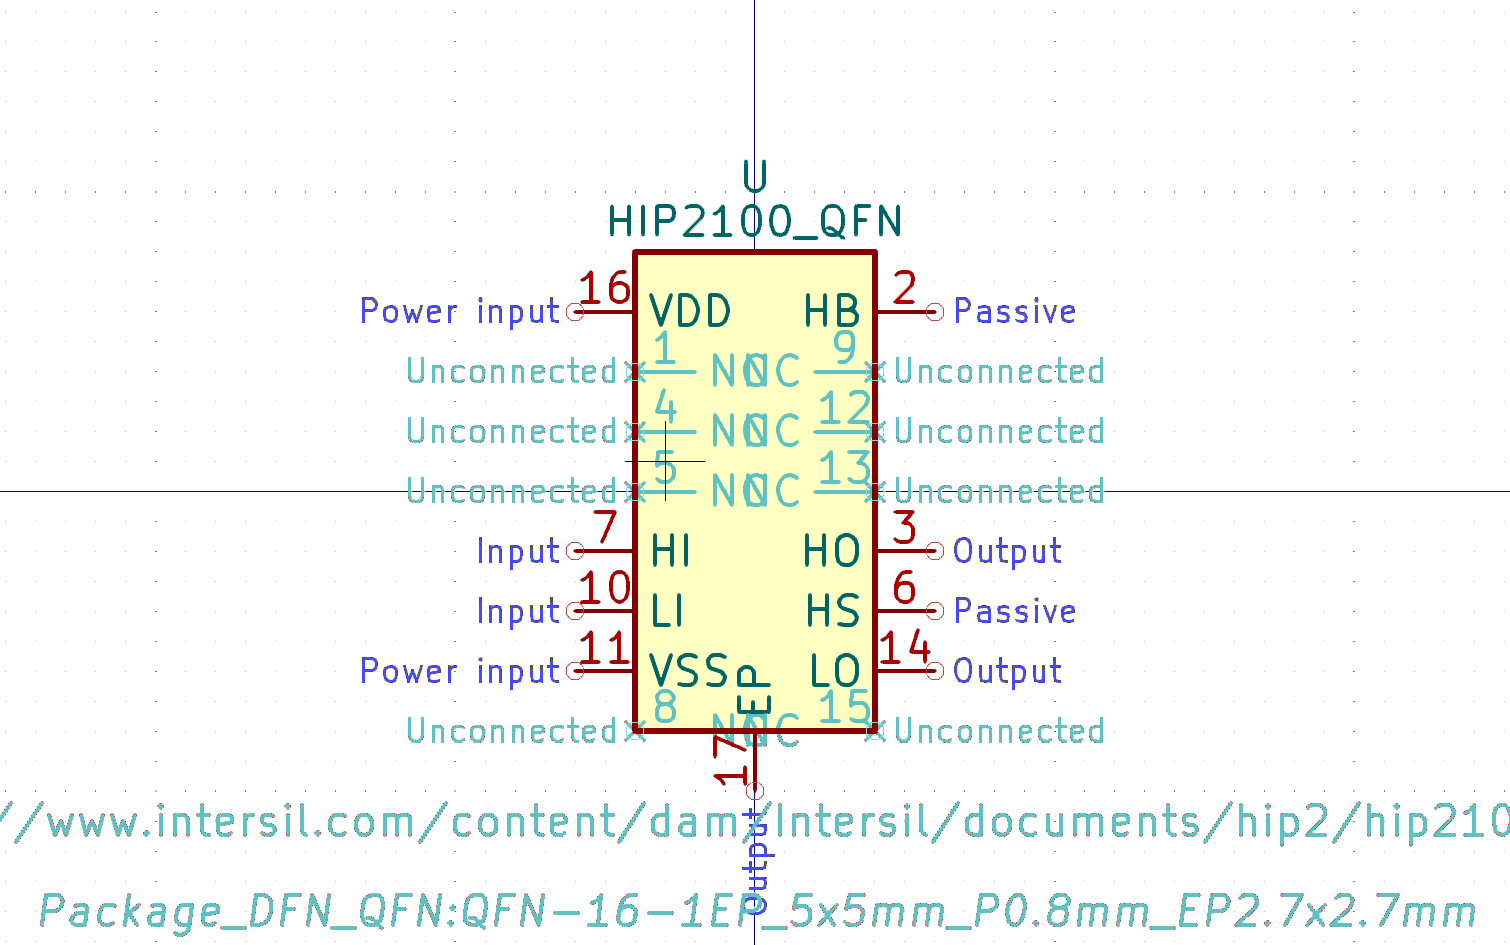 U
HIP2100_QFN
Power input 16 VDD HB 2 Passive
Unconnected 1 NC NC 9 Unconnected
Unconnected 4 NC NC 12 Unconnected
Unconnected 5 NC NC 13 Unconnected
Input 7 HI HO 3 Output
Input 10 LI HS 6 Passive
Power input 11 VSS LO 14 Output
Unconnected 8 NC NC 15 Unconnected
EP
17
Output
//www.intersil.com/content/dam/Intersil/documents/hip2/hip210
Package_DFN_QFN:QFN-16-1EP_5x5mm_P0.8mm_EP2.7x2.7mm